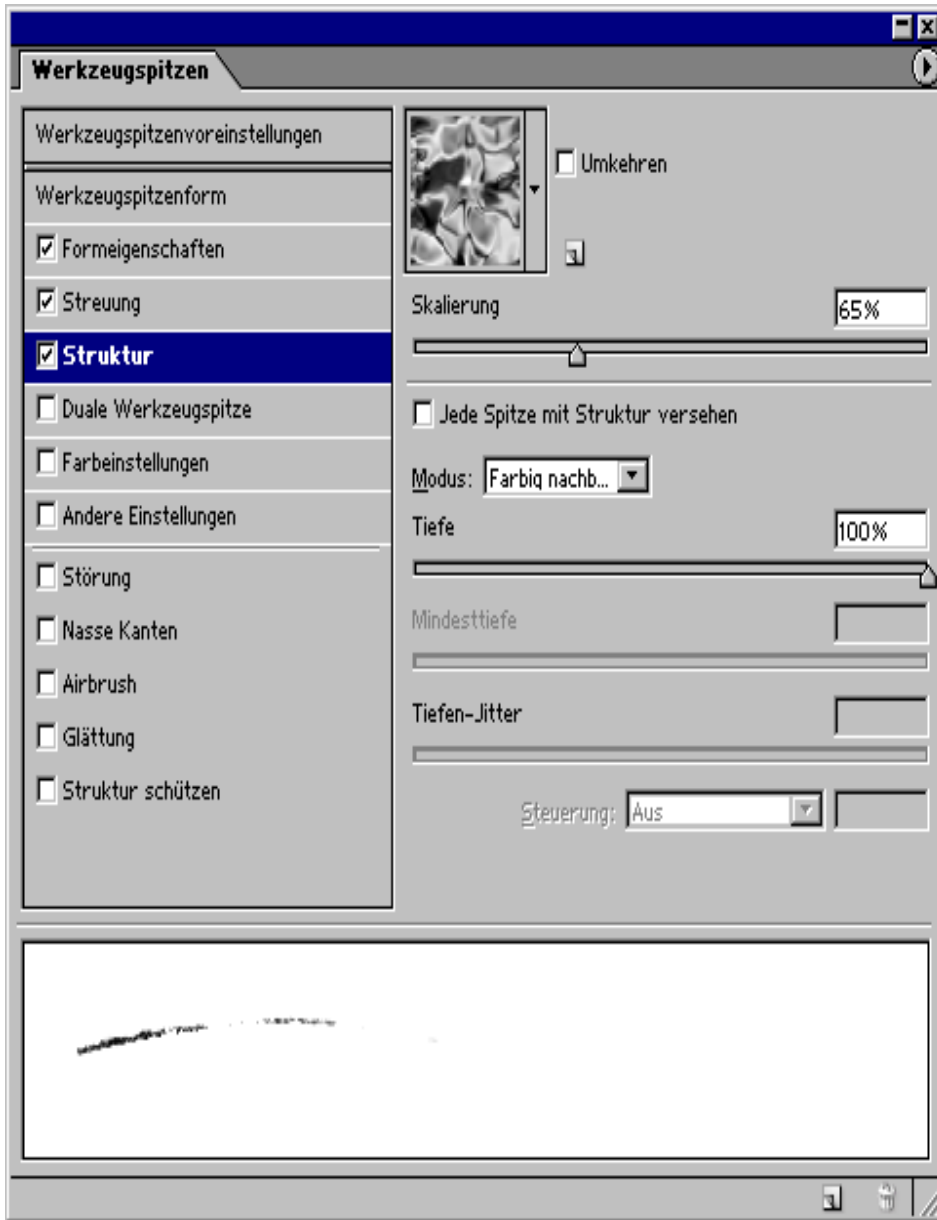 Werkzeugspitzen
Werkzeugspitzenvoreinstellungen
Werkzeugspitzenform
Formeigenschaften
Streuung
Struktur
Duale Werkzeugspitze
Farbeinstellungen
Andere Einstellungen
Störung
Nasse Kanten
Airbrush
Glättung
Struktur schützen
Umkehren
Skalierung 65%
Jede Spitze mit Struktur versehen
Modus: Farbig nachb...
Tiefe 100%
Mindesttiefe
Tiefen-Jitter
Steuerung: Aus